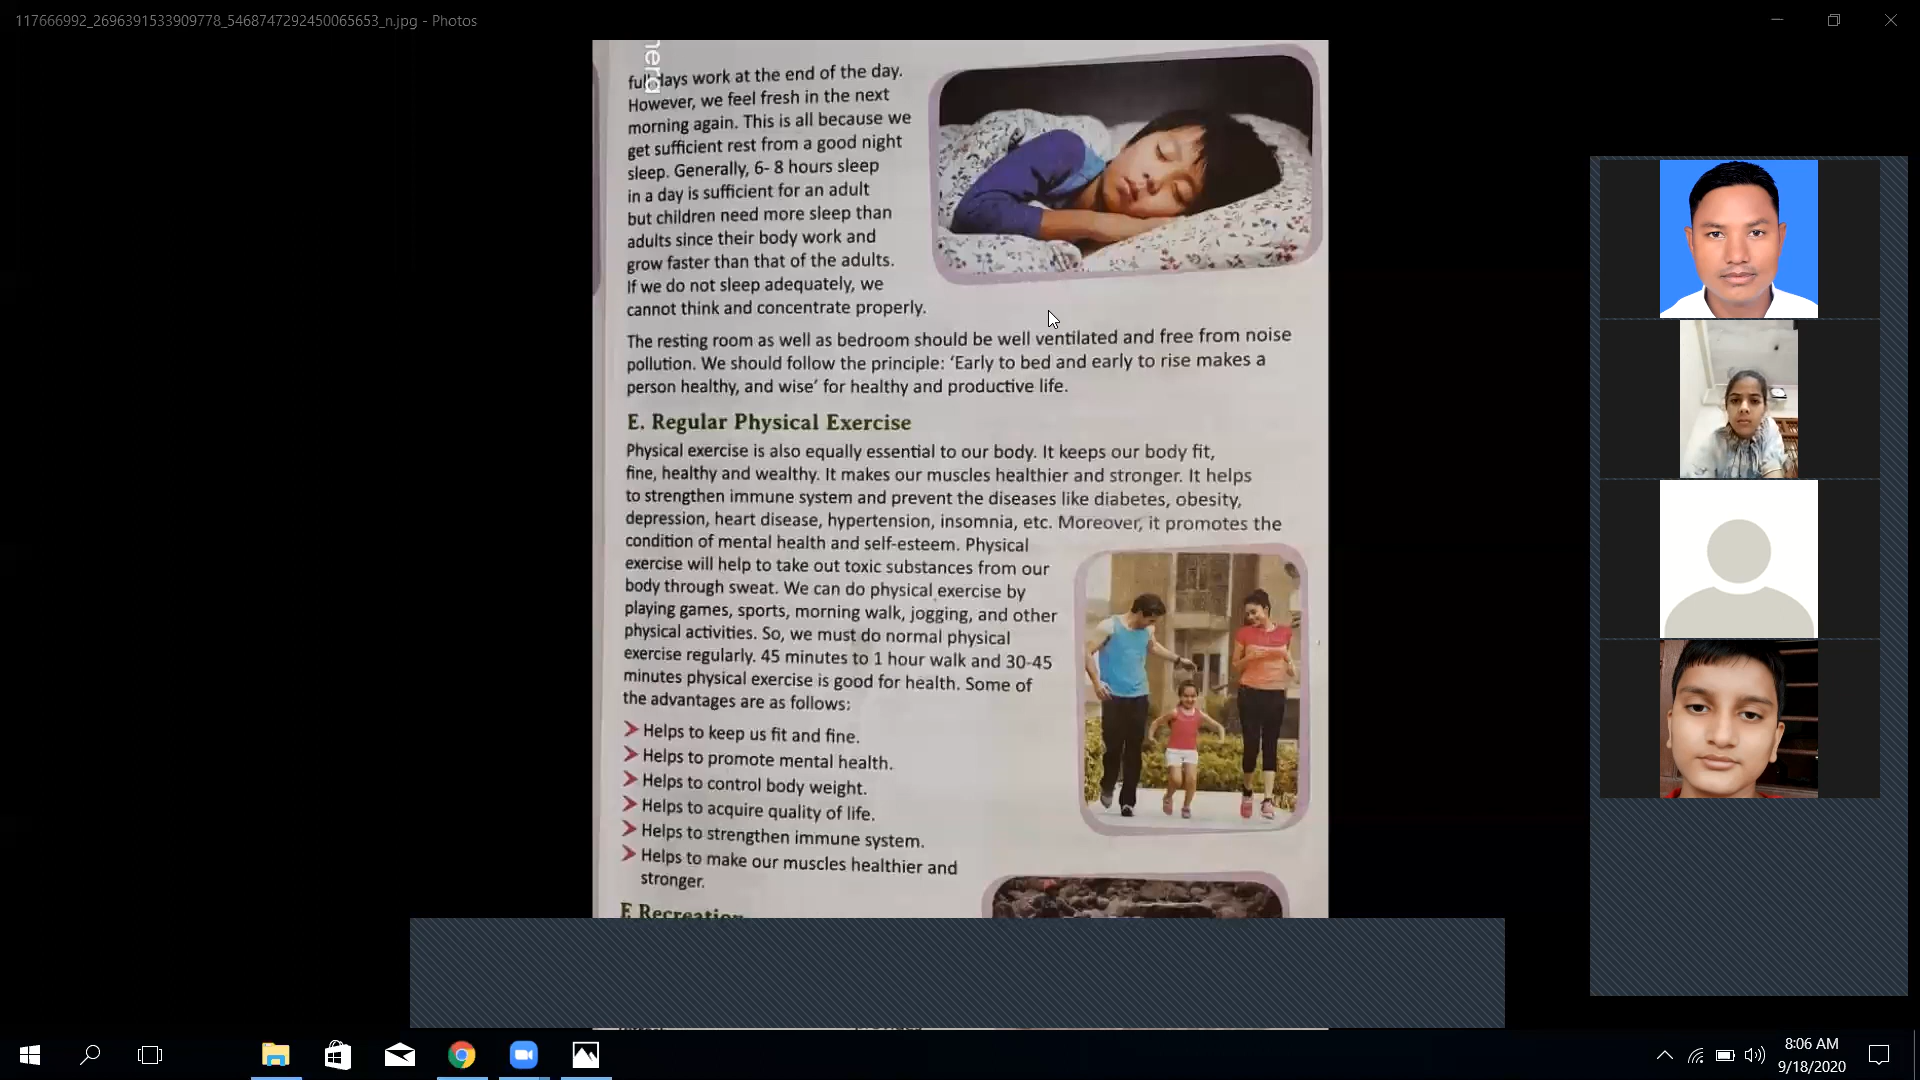 117666992_2696391533909778_5468747292450065653_n.jpg - Photos
full days work at the end of the day.
However, we feel fresh in the next
morning again. This is all because we
get sufficient rest from a good night
sleep. Generally, 6- 8 hours sleep
in a day is sufficient for an adult
but children need more sleep than
adults since their body work and
grow faster than that of the adults.
If we do not sleep adequately, we
cannot think and concentrate properly.
The resting room as well as bedroom should be well ventilated and free from noise
pollution. We should follow the principle: ‘Early to bed and early to rise makes a
person healthy, and wise’ for healthy and productive life.
E. Regular Physical Exercise
Physical exercise is also equally essential to our body. It keeps our body fit,
fine, healthy and wealthy. It makes our muscles healthier and stronger. It helps
to strengthen immune system and prevent the diseases like diabetes, obesity,
depression, heart disease, hypertension, insomnia, etc. Moreover, it promotes the
condition of mental health and self-esteem. Physical
exercise will help to take out toxic substances from our
body through sweat. We can do physical exercise by
playing games, sports, morning walk, jogging, and other
physical activities. So, we must do normal physical
exercise regularly. 45 minutes to 1 hour walk and 30-45
minutes physical exercise is good for health. Some of
the advantages are as follows:
Helps to keep us fit and fine.
Helps to promote mental health.
Helps to control body weight.
Helps to acquire quality of life.
Helps to strengthen immune system.
Helps to make our muscles healthier and
stronger.
F. Recreation
8:06 AM
9/18/2020